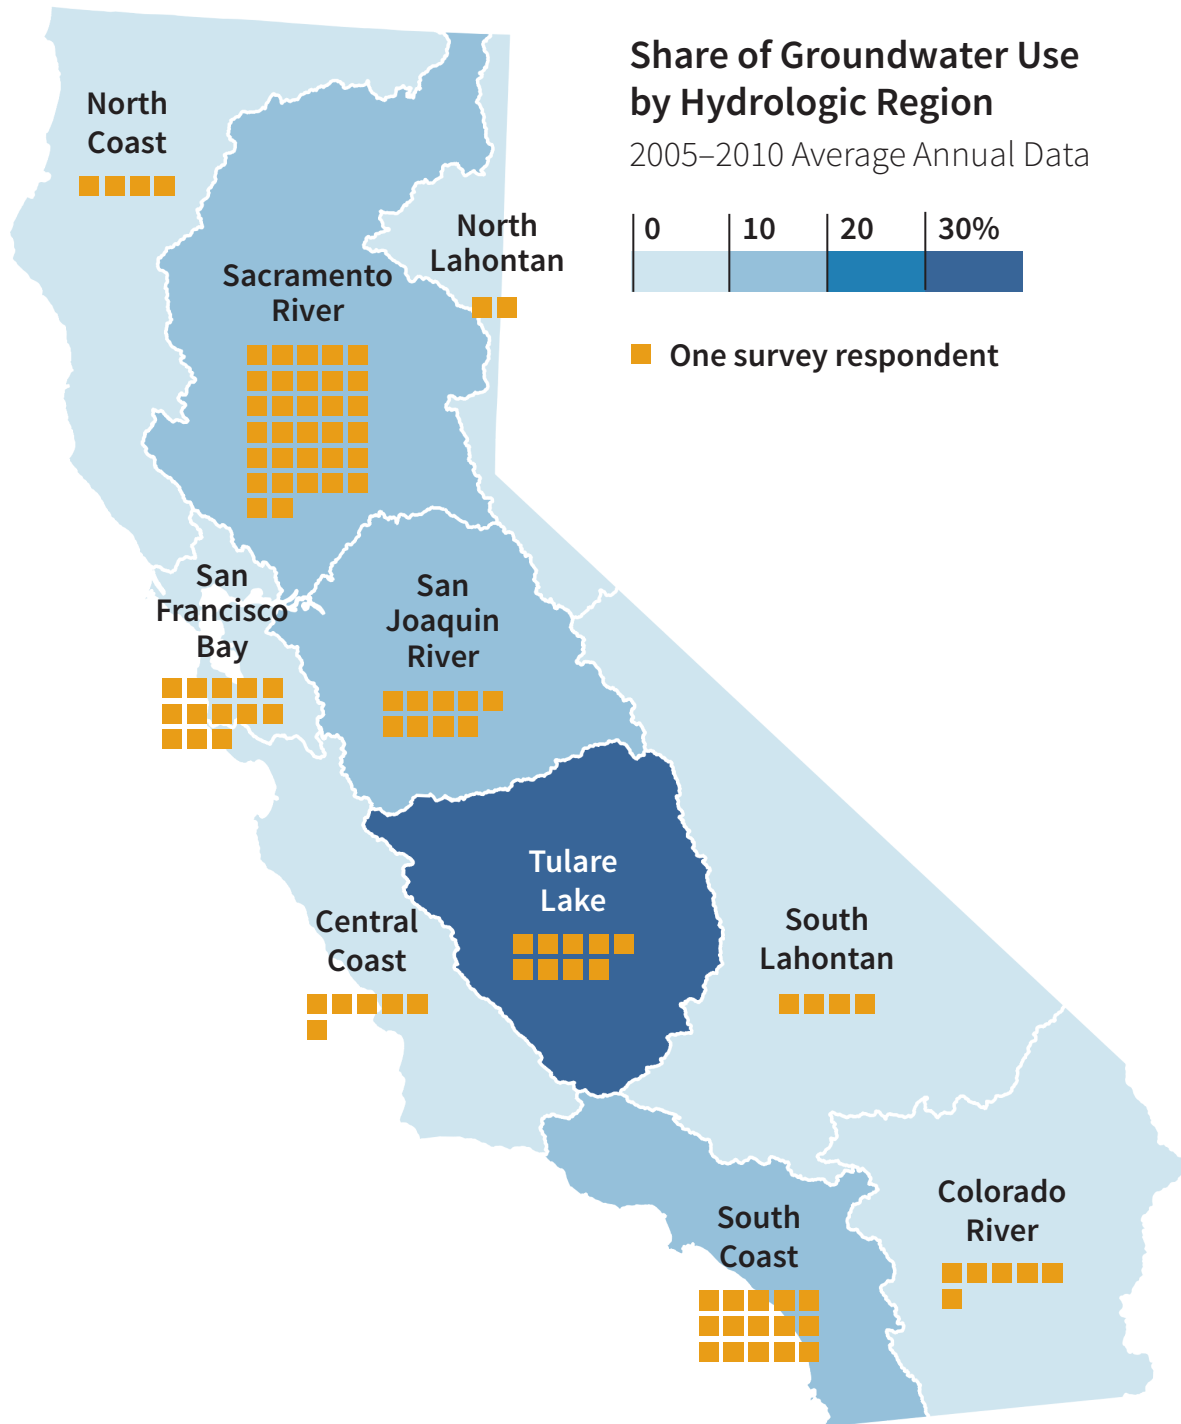 Share of Groundwater Use
by Hydrologic Region
2005–2010 Average Annual Data
0 10 20 30%
One survey respondent
North
Coast
North
Lahontan
Sacramento
River
San
Francisco
Bay
San
Joaquin
River
Tulare
Lake
Central
Coast
South
Lahontan
Colorado
River
South
Coast